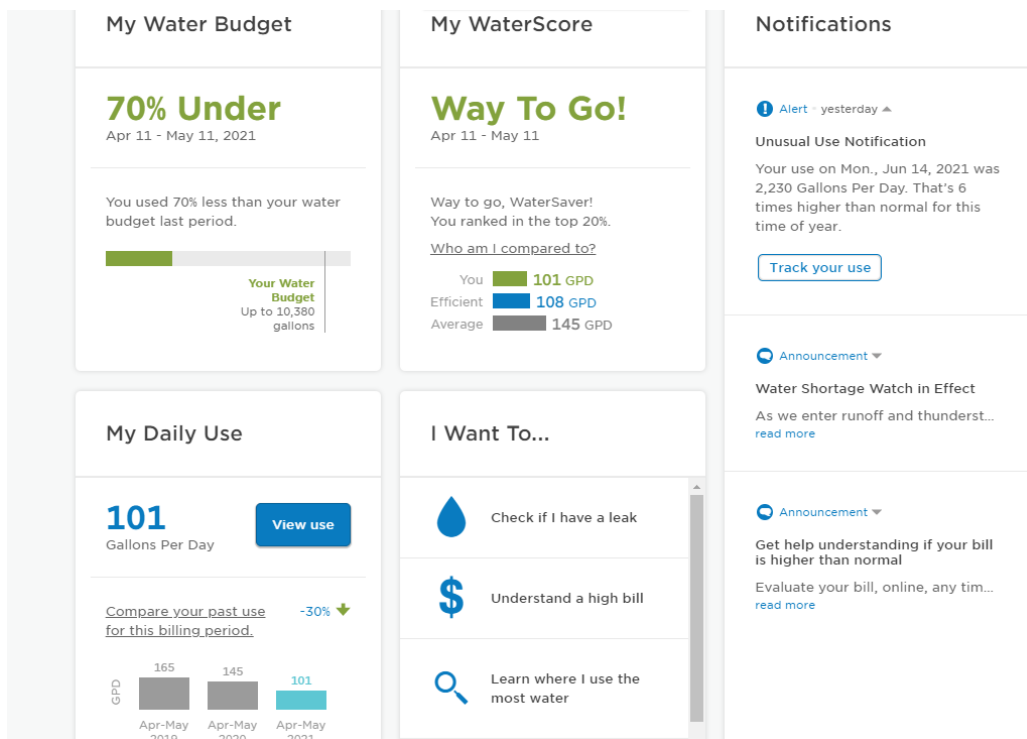 My Water Budget
70% Under
Apr 11 - May 11, 2021
You used 70% less than your water
budget last period.
Your Water
Budget
Up to 10,380
gallons
My WaterScore
Way To Go!
Apr 11 - May 11
Way to go, WaterSaver!
You ranked in the top 20%.
Who am I compared to?
You 101 GPD
Efficient 108 GPD
Average 145 GPD
Notifications
Alert - yesterday
Unusual Use Notification
Your use on Mon., Jun 14, 2021 was
2,230 Gallons Per Day. That's 6
times higher than normal for this
time of year.
Track your use
Announcement
Water Shortage Watch in Effect
As we enter runoff and thunderst...
read more
Announcement
Get help understanding if your bill
is higher than normal
Evaluate your bill, online, any tim...
read more
My Daily Use
101
Gallons Per Day
View use
Compare your past use
for this billing period.
-30%
GPD
165
145
101
Apr-May Apr-May Apr-May
2019 2020 2021
I Want To...
Check if I have a leak
$
Understand a high bill
Learn where I use the
most water